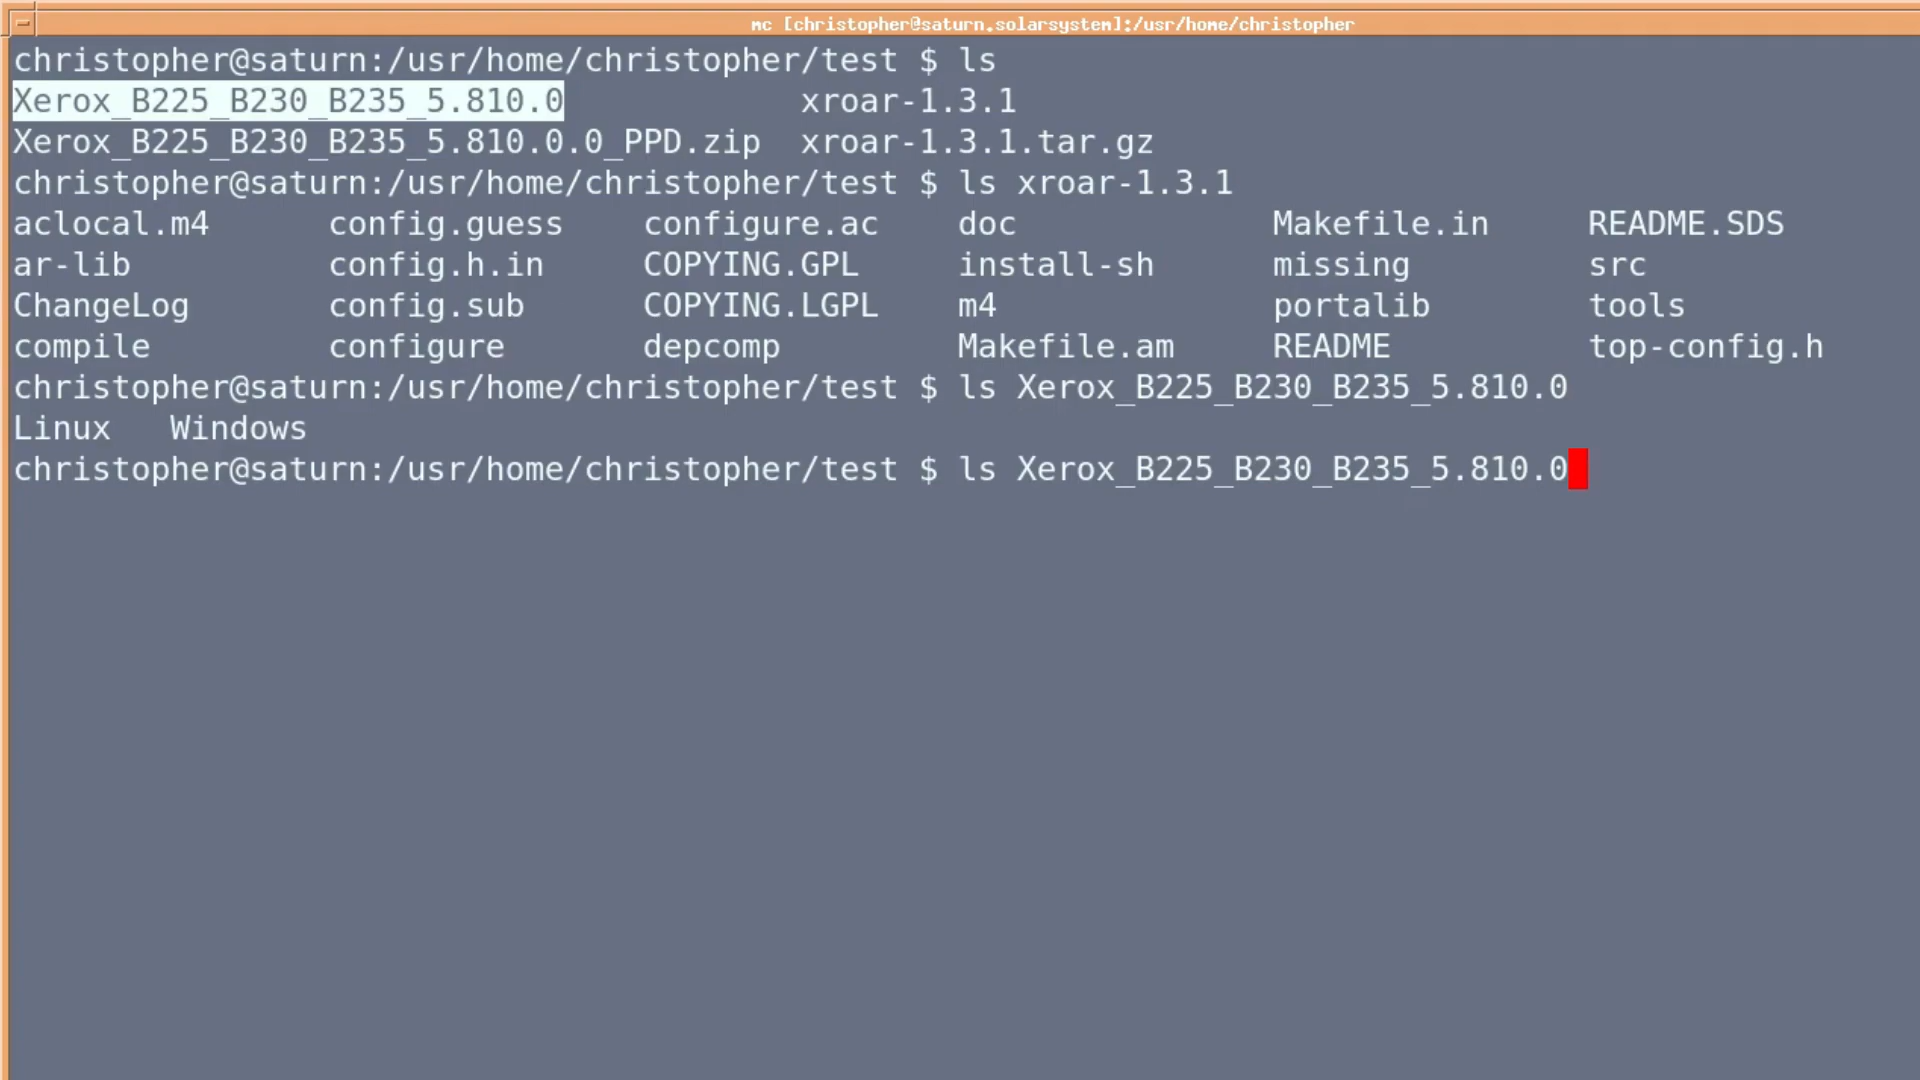 mc [christopher@saturn.solarsystem]:/usr/home/christopher
christopher@saturn:/usr/home/christopher/test $ ls
Xerox_B225_B230_B235_5.810.0 xroar-1.3.1
Xerox_B225_B230_B235_5.810.0.0_PPD.zip xroar-1.3.1.tar.gz
christopher@saturn:/usr/home/christopher/test $ ls xroar-1.3.1
aclocal.m4 config.guess configure.ac doc Makefile.in README.SDS
ar-lib config.h.in COPYING.GPL install-sh missing src
ChangeLog config.sub COPYING.LGPL m4 portalib tools
compile configure depcomp Makefile.am README top-config.h
christopher@saturn:/usr/home/christopher/test $ ls Xerox_B225_B230_B235_5.810.0
Linux Windows
christopher@saturn:/usr/home/christopher/test $ ls Xerox_B225_B230_B235_5.810.0